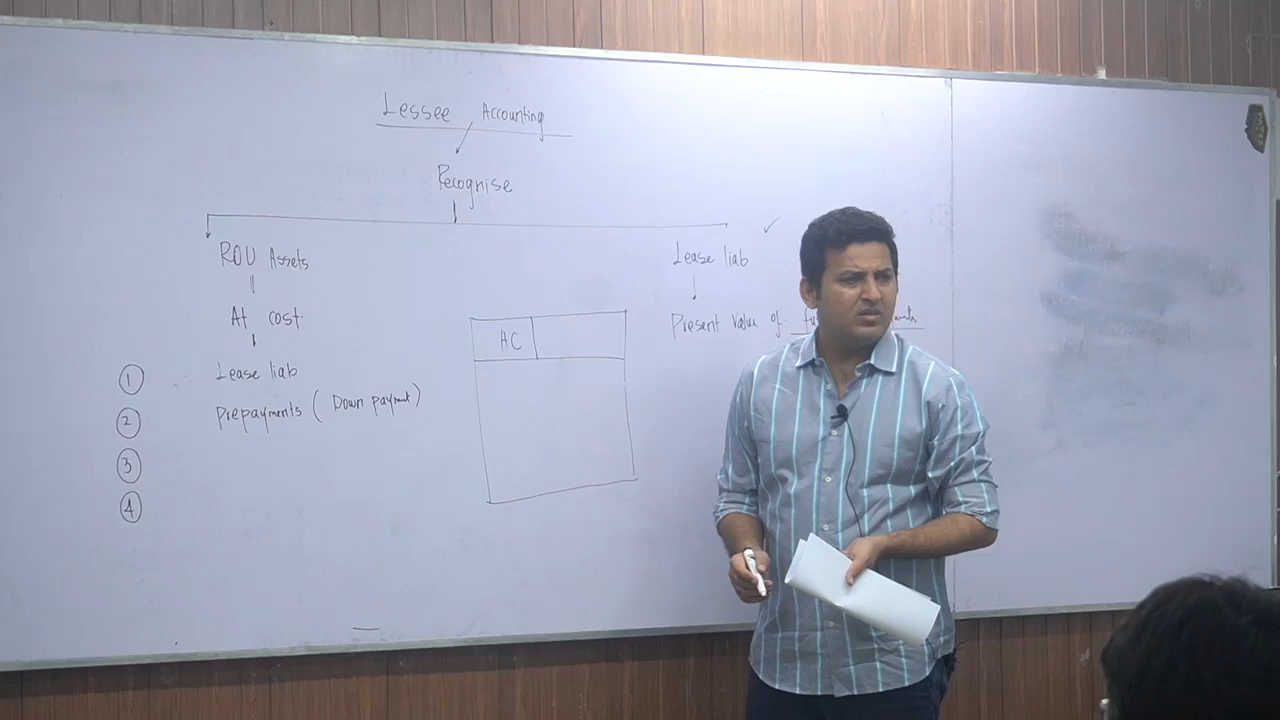 Lessee Accounting
Recognise
ROU Assets
At cost
① Lease liab
② Prepayments ( Down payment )
③
④
AC
Lease liab ✓
Present value of